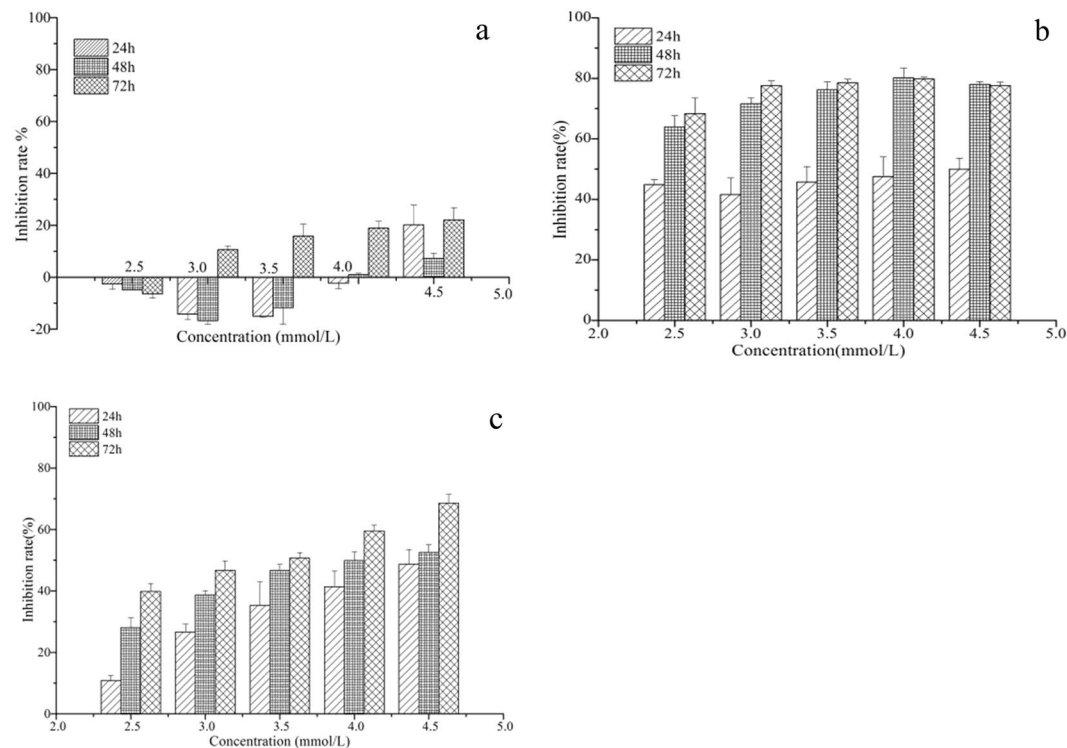 a
100
80
60
40
20
0
-20
Inhibition rate %
24h
48h
72h
2.5 3.0 3.5 4.0 4.5 5.0
Concentration (mmol/L)
b
100
80
60
40
20
0
Inhibition rate(%)
24h
48h
72h
2.0 2.5 3.0 3.5 4.0 4.5 5.0
Concentration(mmol/L)
c
100
80
60
40
20
0
Inhibition rate(%)
24h
48h
72h
2.0 2.5 3.0 3.5 4.0 4.5 5.0
Concentration (mmol/L)